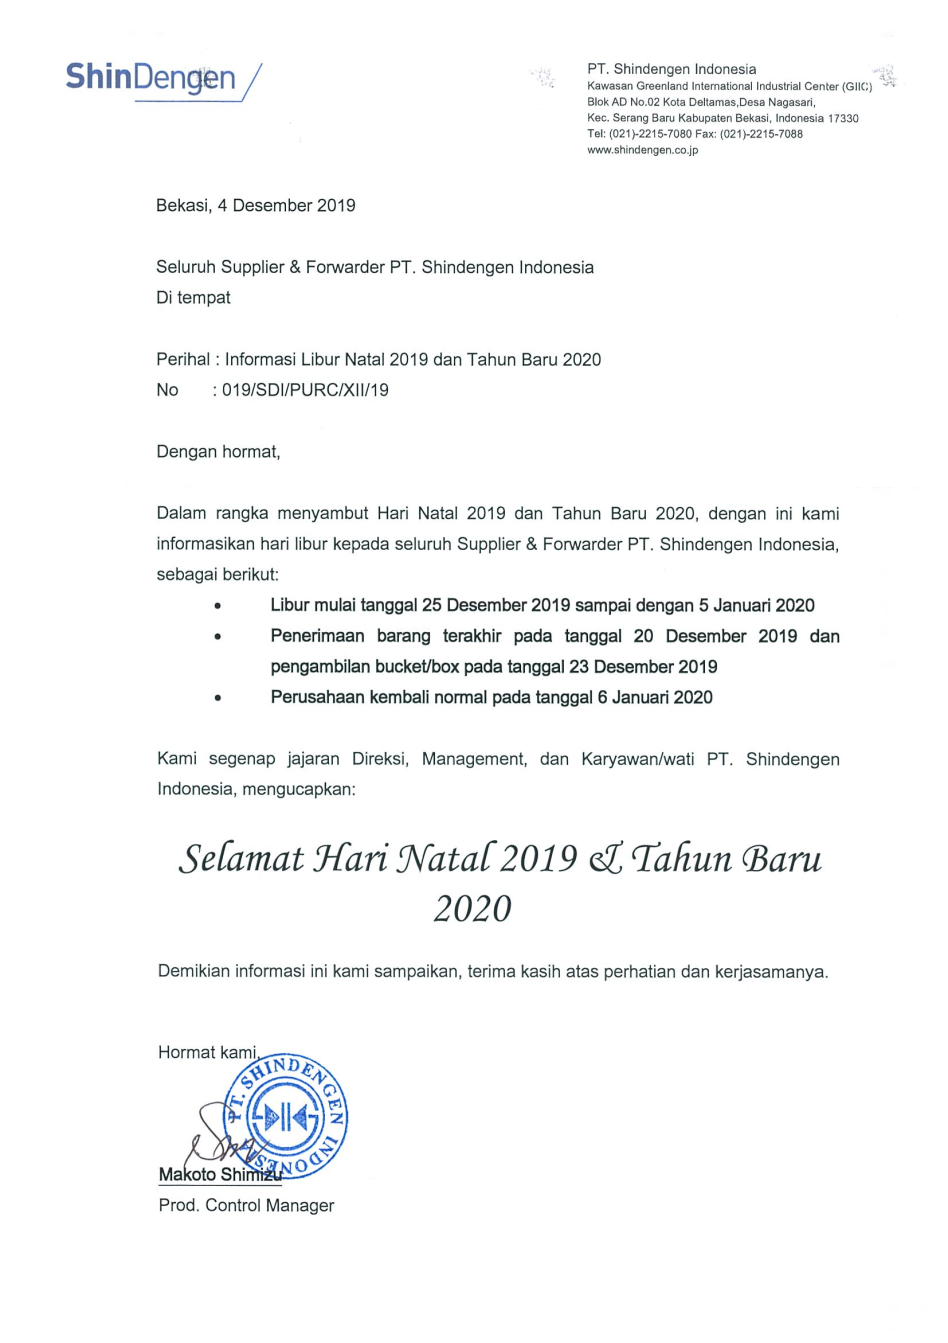 ShinDengen
PT. Shindengen Indonesia
Kawasan Greenland International Industrial Center (GIIC)
Blok AD No.02 Kota Deltamas,Desa Nagasari,
Kec. Serang Baru Kabupaten Bekasi, Indonesia 17330
Tel: (021)-2215-7080 Fax: (021)-2215-7088
www.shindengen.co.jp
Bekasi, 4 Desember 2019
Seluruh Supplier & Forwarder PT. Shindengen Indonesia
Di tempat
Perihal : Informasi Libur Natal 2019 dan Tahun Baru 2020
No : 019/SDI/PURC/XII/19
Dengan hormat,
Dalam rangka menyambut Hari Natal 2019 dan Tahun Baru 2020, dengan ini kami
informasikan hari libur kepada seluruh Supplier & Forwarder PT. Shindengen Indonesia,
sebagai berikut:
• Libur mulai tanggal 25 Desember 2019 sampai dengan 5 Januari 2020
• Penerimaan barang terakhir pada tanggal 20 Desember 2019 dan
pengambilan bucket/box pada tanggal 23 Desember 2019
• Perusahaan kembali normal pada tanggal 6 Januari 2020
Kami segenap jajaran Direksi, Management, dan Karyawan/wati PT. Shindengen
Indonesia, mengucapkan:
Selamat Hari Natal 2019 & Tahun Baru
2020
Demikian informasi ini kami sampaikan, terima kasih atas perhatian dan kerjasamanya.
Hormat kami,
PT. SHINDENGEN INDONESIA
Makoto Shimizu
Prod. Control Manager